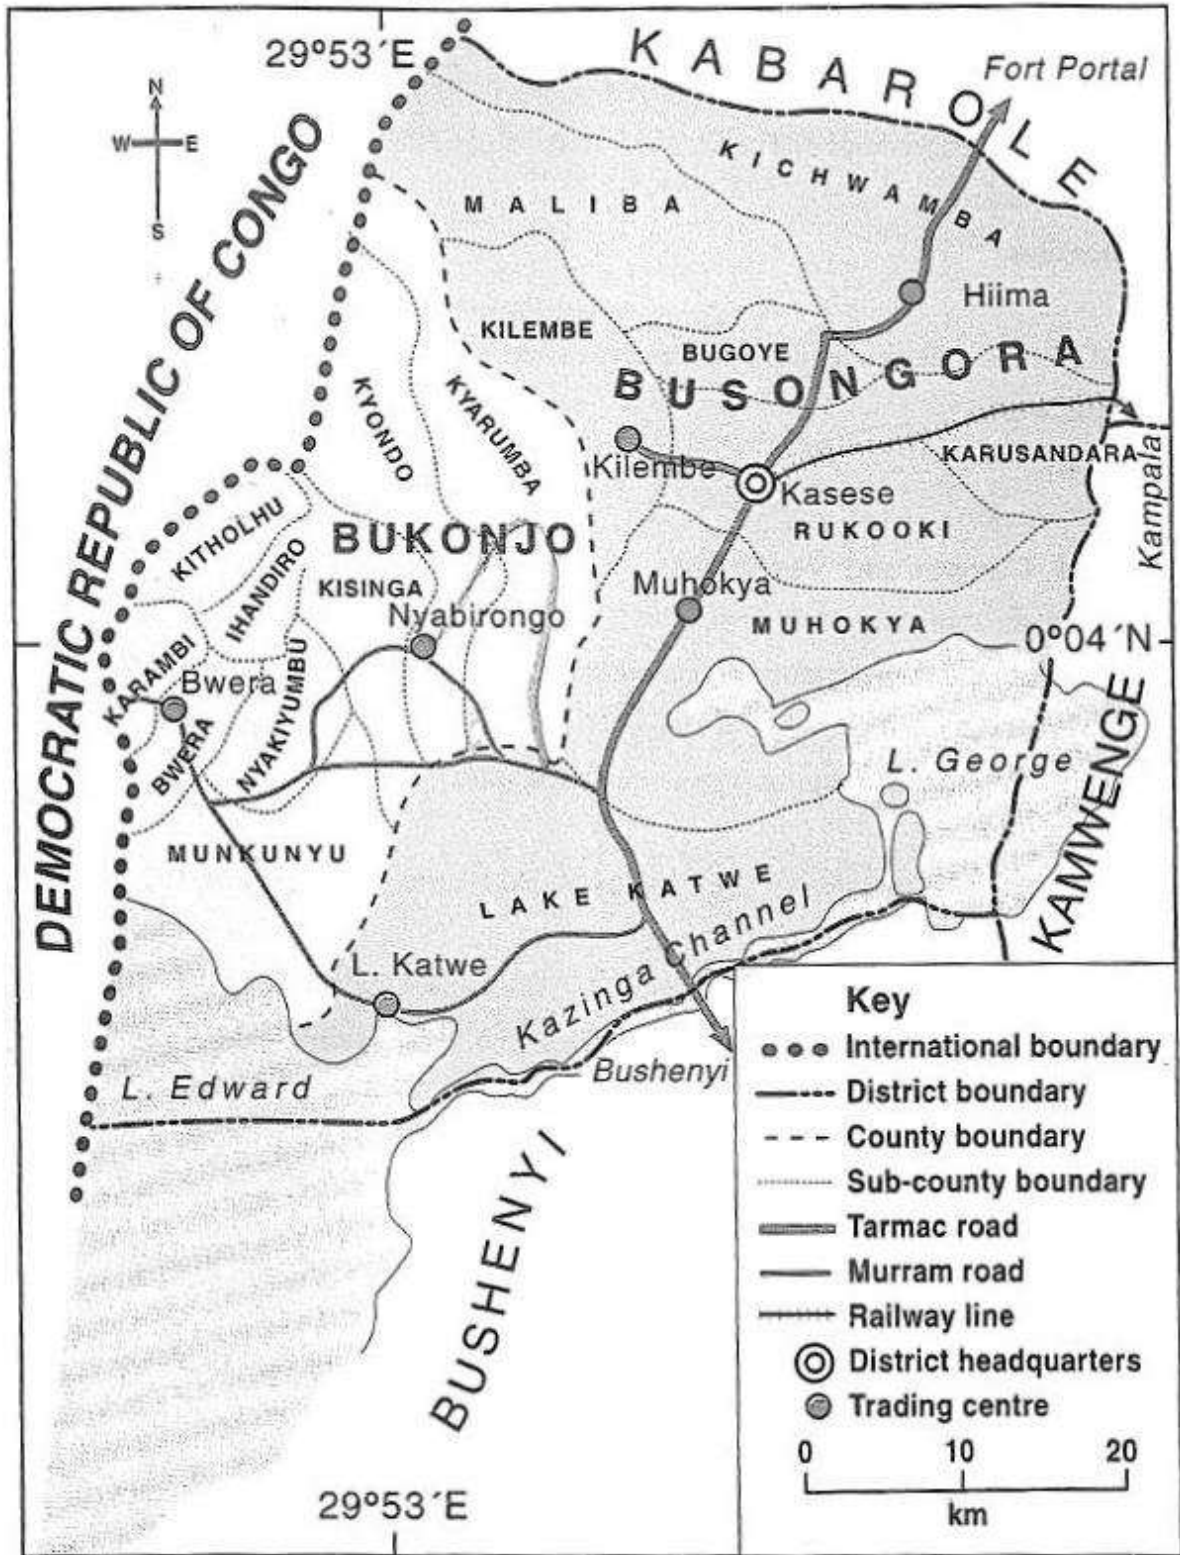 29°53´E
KABAROLE
Fort Portal
N
W E
S
DEMOCRATIC REPUBLIC OF CONGO
KICHWAMBA
MALIBA
Hiima
KILEMBE
BUGOYE
BUSONGORA
KYONDO
KYARUMBA
Kilembe
KARUSANDARA
Kampala
Kasese
RUKOOKI
KITHOLHU
BUKONJO
IHANDIRO
KISINGA
Muhokya
Nyabirongo
MUHOKYA
0°04´N
KARAMBI
Bwera
NYAKIYUMBU
BWERA
L. George
KAMWENGE
MUNKUNYU
LAKE KATWE
L. Katwe
Kazinga Channel
L. Edward
Bushenyi
BUSHENYI
29°53´E
Key
International boundary
District boundary
County boundary
Sub-county boundary
Tarmac road
Murram road
Railway line
District headquarters
Trading centre
0 10 20
km